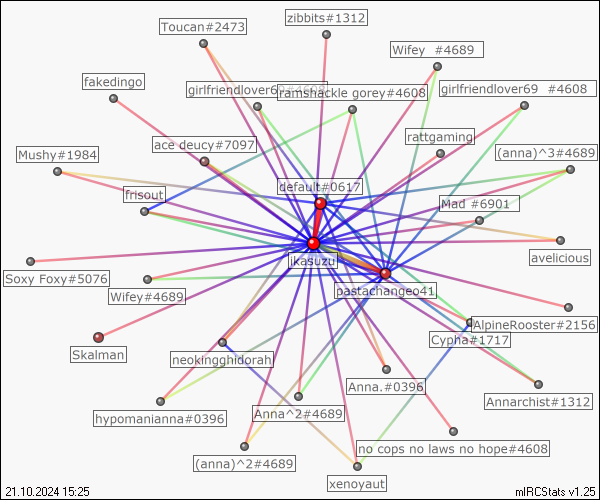 zibbits#1312
Toucan#2473
Wifey #4689
fakedingo
girlfriendlover69 #4608
ramshackle gorey#4608
girlfriendlover69 #4608
ace deucy#7097
rattgaming
Mushy#1984
(anna)^3#4689
default#0617
frisout
Mad #6901
avelicious
jkasuzu
Soxy Foxy#5076
pastachangeo41
Wifey#4689
AlpineRooster#2156
Cypha#1717
Skalman
neokingghidorah
Anna.#0396
Annarchist#1312
hypomanianna#0396
Anna^2#4689
no cops no laws no hope#4608
(anna)^2#4689
xenoyaut
21.10.2024 15:25
mIRCStats v1.25